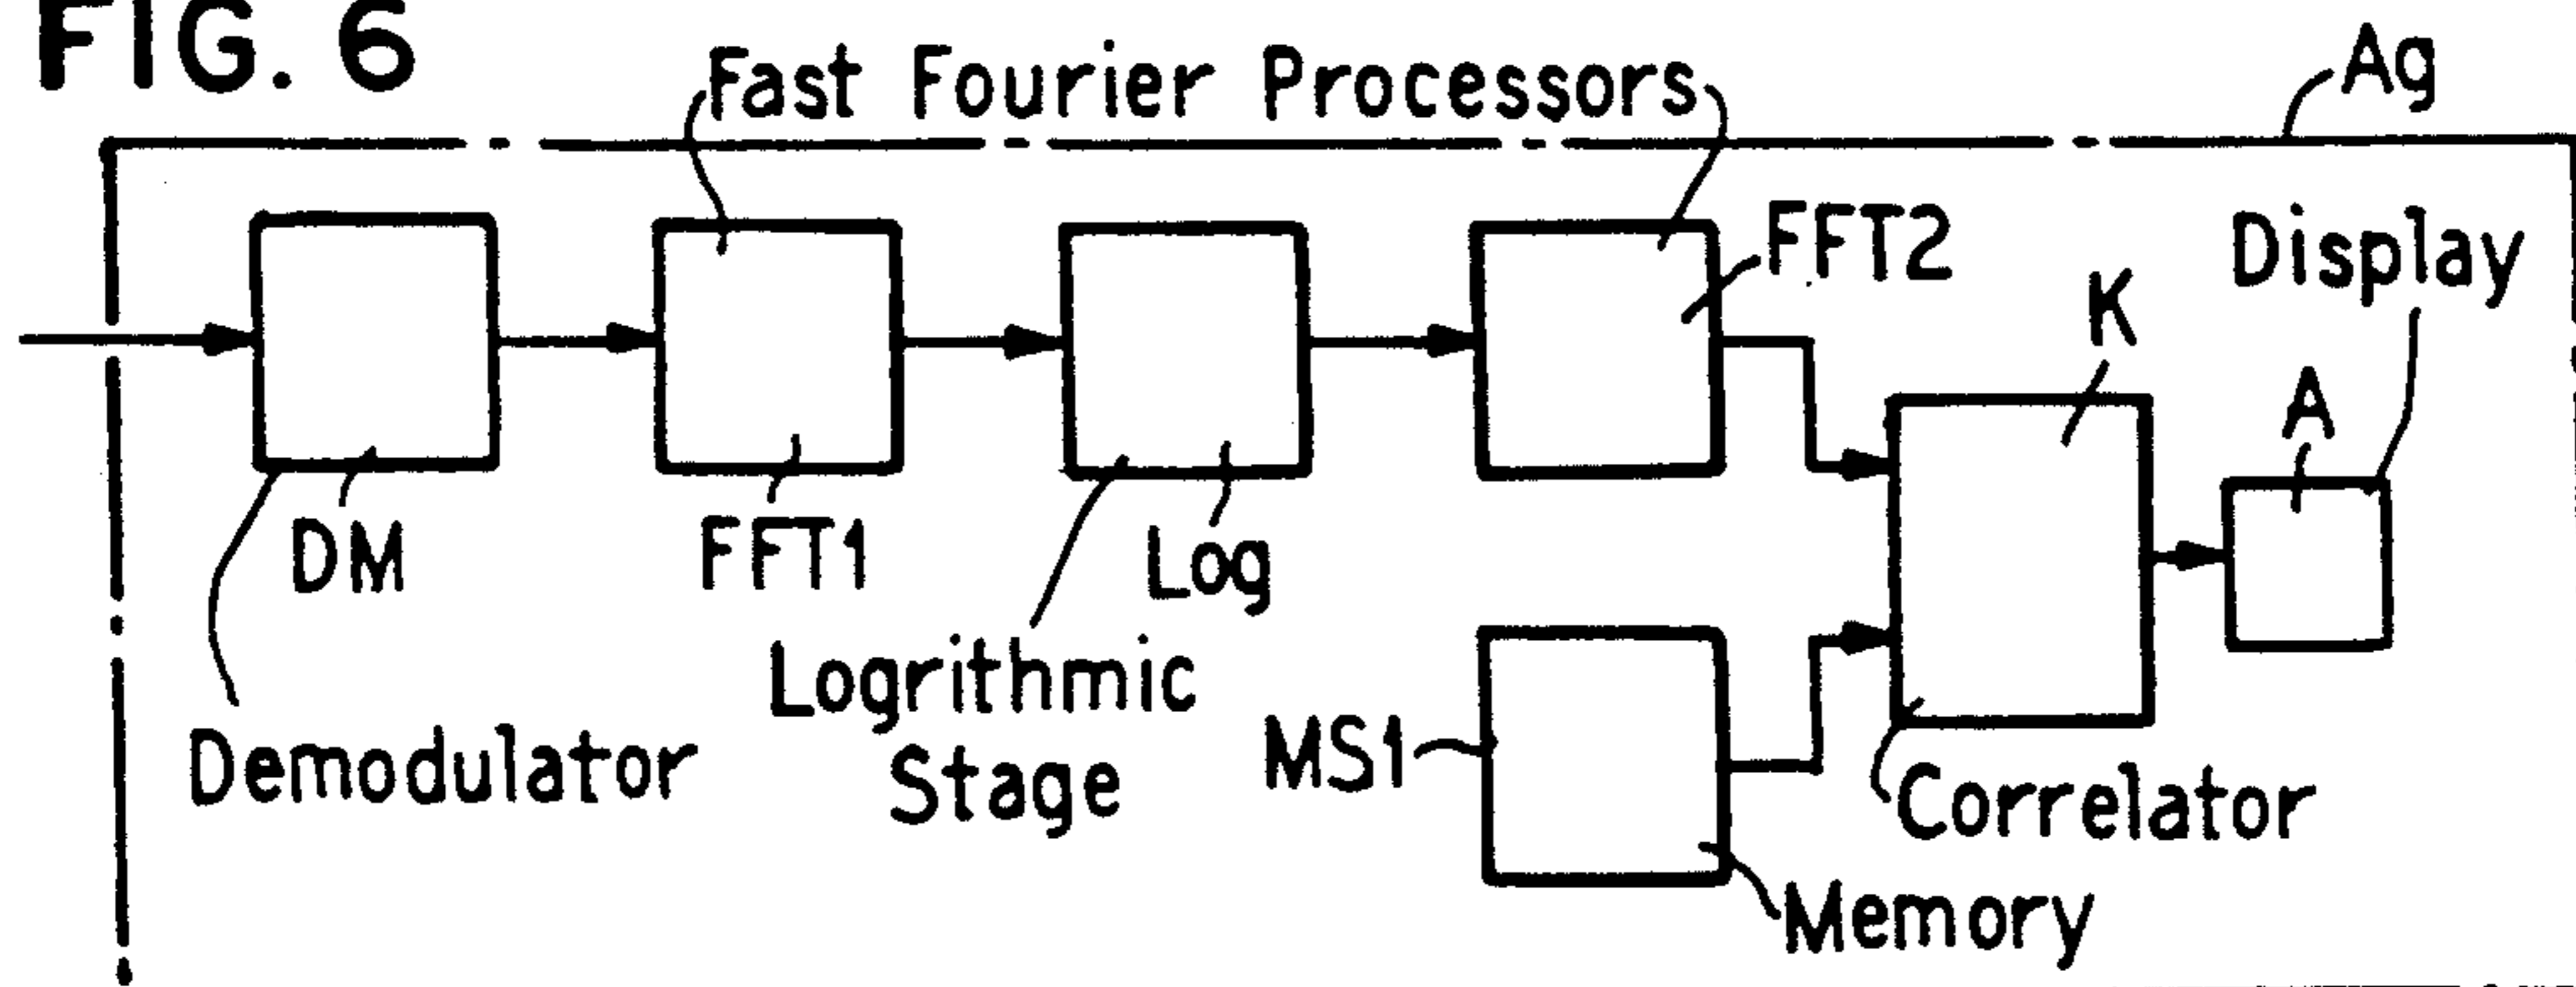 FIG. 6
Fast Fourier Processors
Ag
FFT2
Display
K
A
DM
FFT1
Log
Logrithmic
Stage
Demodulator
MS1
Correlator
Memory